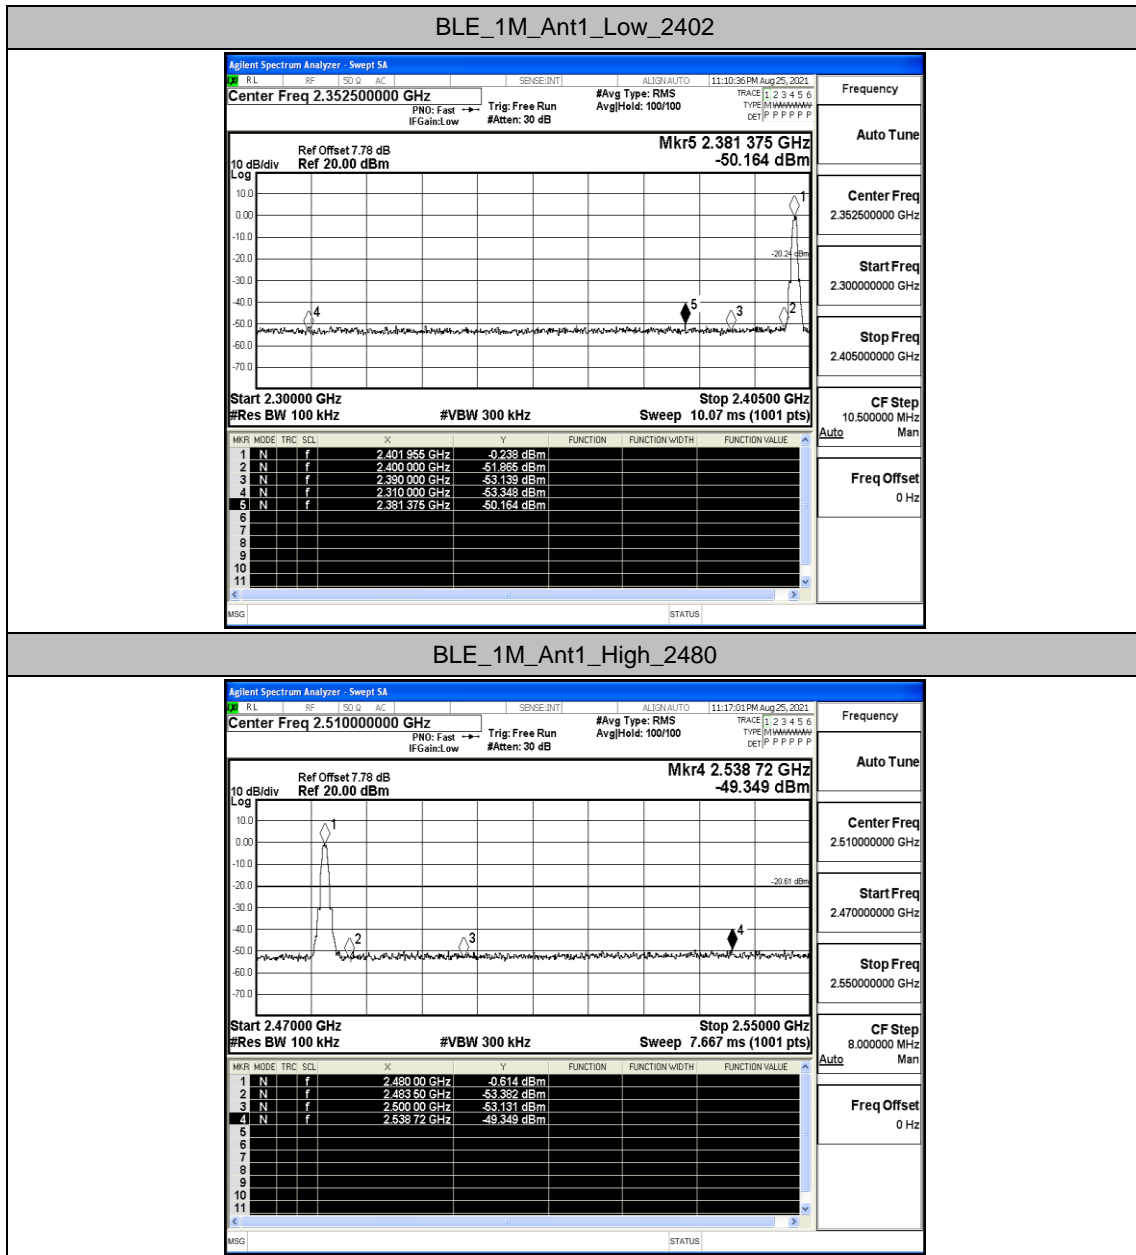 BLE_1M_Ant1_Low_2402
Agilent Spectrum Analyzer - Swept SA
RL RF 50 Ω AC SENSE:INT ALIGN AUTO 11:10:36 PM Aug 25, 2021
Center Freq 2.352500000 GHz #Avg Type: RMS TRACE 1 2 3 4 5 6
PNO: Fast Trig: Free Run Avg|Hold: 100/100 TYPE M
IFGain:Low #Atten: 30 dB DET P P P P P P
Ref Offset 7.78 dB Mkr5 2.381 375 GHz
10 dB/div Ref 20.00 dBm -50.164 dBm
Log
10.0
0.00
-10.0
-20.0
-30.0
-40.0
-50.0
-60.0
-70.0
1
-20.24 dBm
4 5 3 2
Start 2.30000 GHz Stop 2.40500 GHz
#Res BW 100 kHz #VBW 300 kHz Sweep 10.07 ms (1001 pts)
MKR MODE TRC SCL X Y FUNCTION FUNCTION WIDTH FUNCTION VALUE
1 N f 2.401 955 GHz -0.238 dBm
2 N f 2.400 000 GHz -51.865 dBm
3 N f 2.390 000 GHz -53.139 dBm
4 N f 2.310 000 GHz -53.348 dBm
5 N f 2.381 375 GHz -50.164 dBm
6
7
8
9
10
11
MSG STATUS
Frequency
Auto Tune
Center Freq
2.352500000 GHz
Start Freq
2.300000000 GHz
Stop Freq
2.405000000 GHz
CF Step
10.500000 MHz
Auto Man
Freq Offset
0 Hz
BLE_1M_Ant1_High_2480
Agilent Spectrum Analyzer - Swept SA
RL RF 50 Ω AC SENSE:INT ALIGN AUTO 11:17:01 PM Aug 25, 2021
Center Freq 2.510000000 GHz #Avg Type: RMS TRACE 1 2 3 4 5 6
PNO: Fast Trig: Free Run Avg|Hold: 100/100 TYPE M
IFGain:Low #Atten: 30 dB DET P P P P P P
Ref Offset 7.78 dB Mkr4 2.538 72 GHz
10 dB/div Ref 20.00 dBm -49.349 dBm
Log
10.0
0.00
-10.0
-20.0
-30.0
-40.0
-50.0
-60.0
-70.0
1
-20.61 dBm
2 3 4
Start 2.47000 GHz Stop 2.55000 GHz
#Res BW 100 kHz #VBW 300 kHz Sweep 7.667 ms (1001 pts)
MKR MODE TRC SCL X Y FUNCTION FUNCTION WIDTH FUNCTION VALUE
1 N f 2.480 00 GHz -0.614 dBm
2 N f 2.483 50 GHz -53.382 dBm
3 N f 2.500 00 GHz -53.131 dBm
4 N f 2.538 72 GHz -49.349 dBm
5
6
7
8
9
10
11
MSG STATUS
Frequency
Auto Tune
Center Freq
2.510000000 GHz
Start Freq
2.470000000 GHz
Stop Freq
2.550000000 GHz
CF Step
8.000000 MHz
Auto Man
Freq Offset
0 Hz